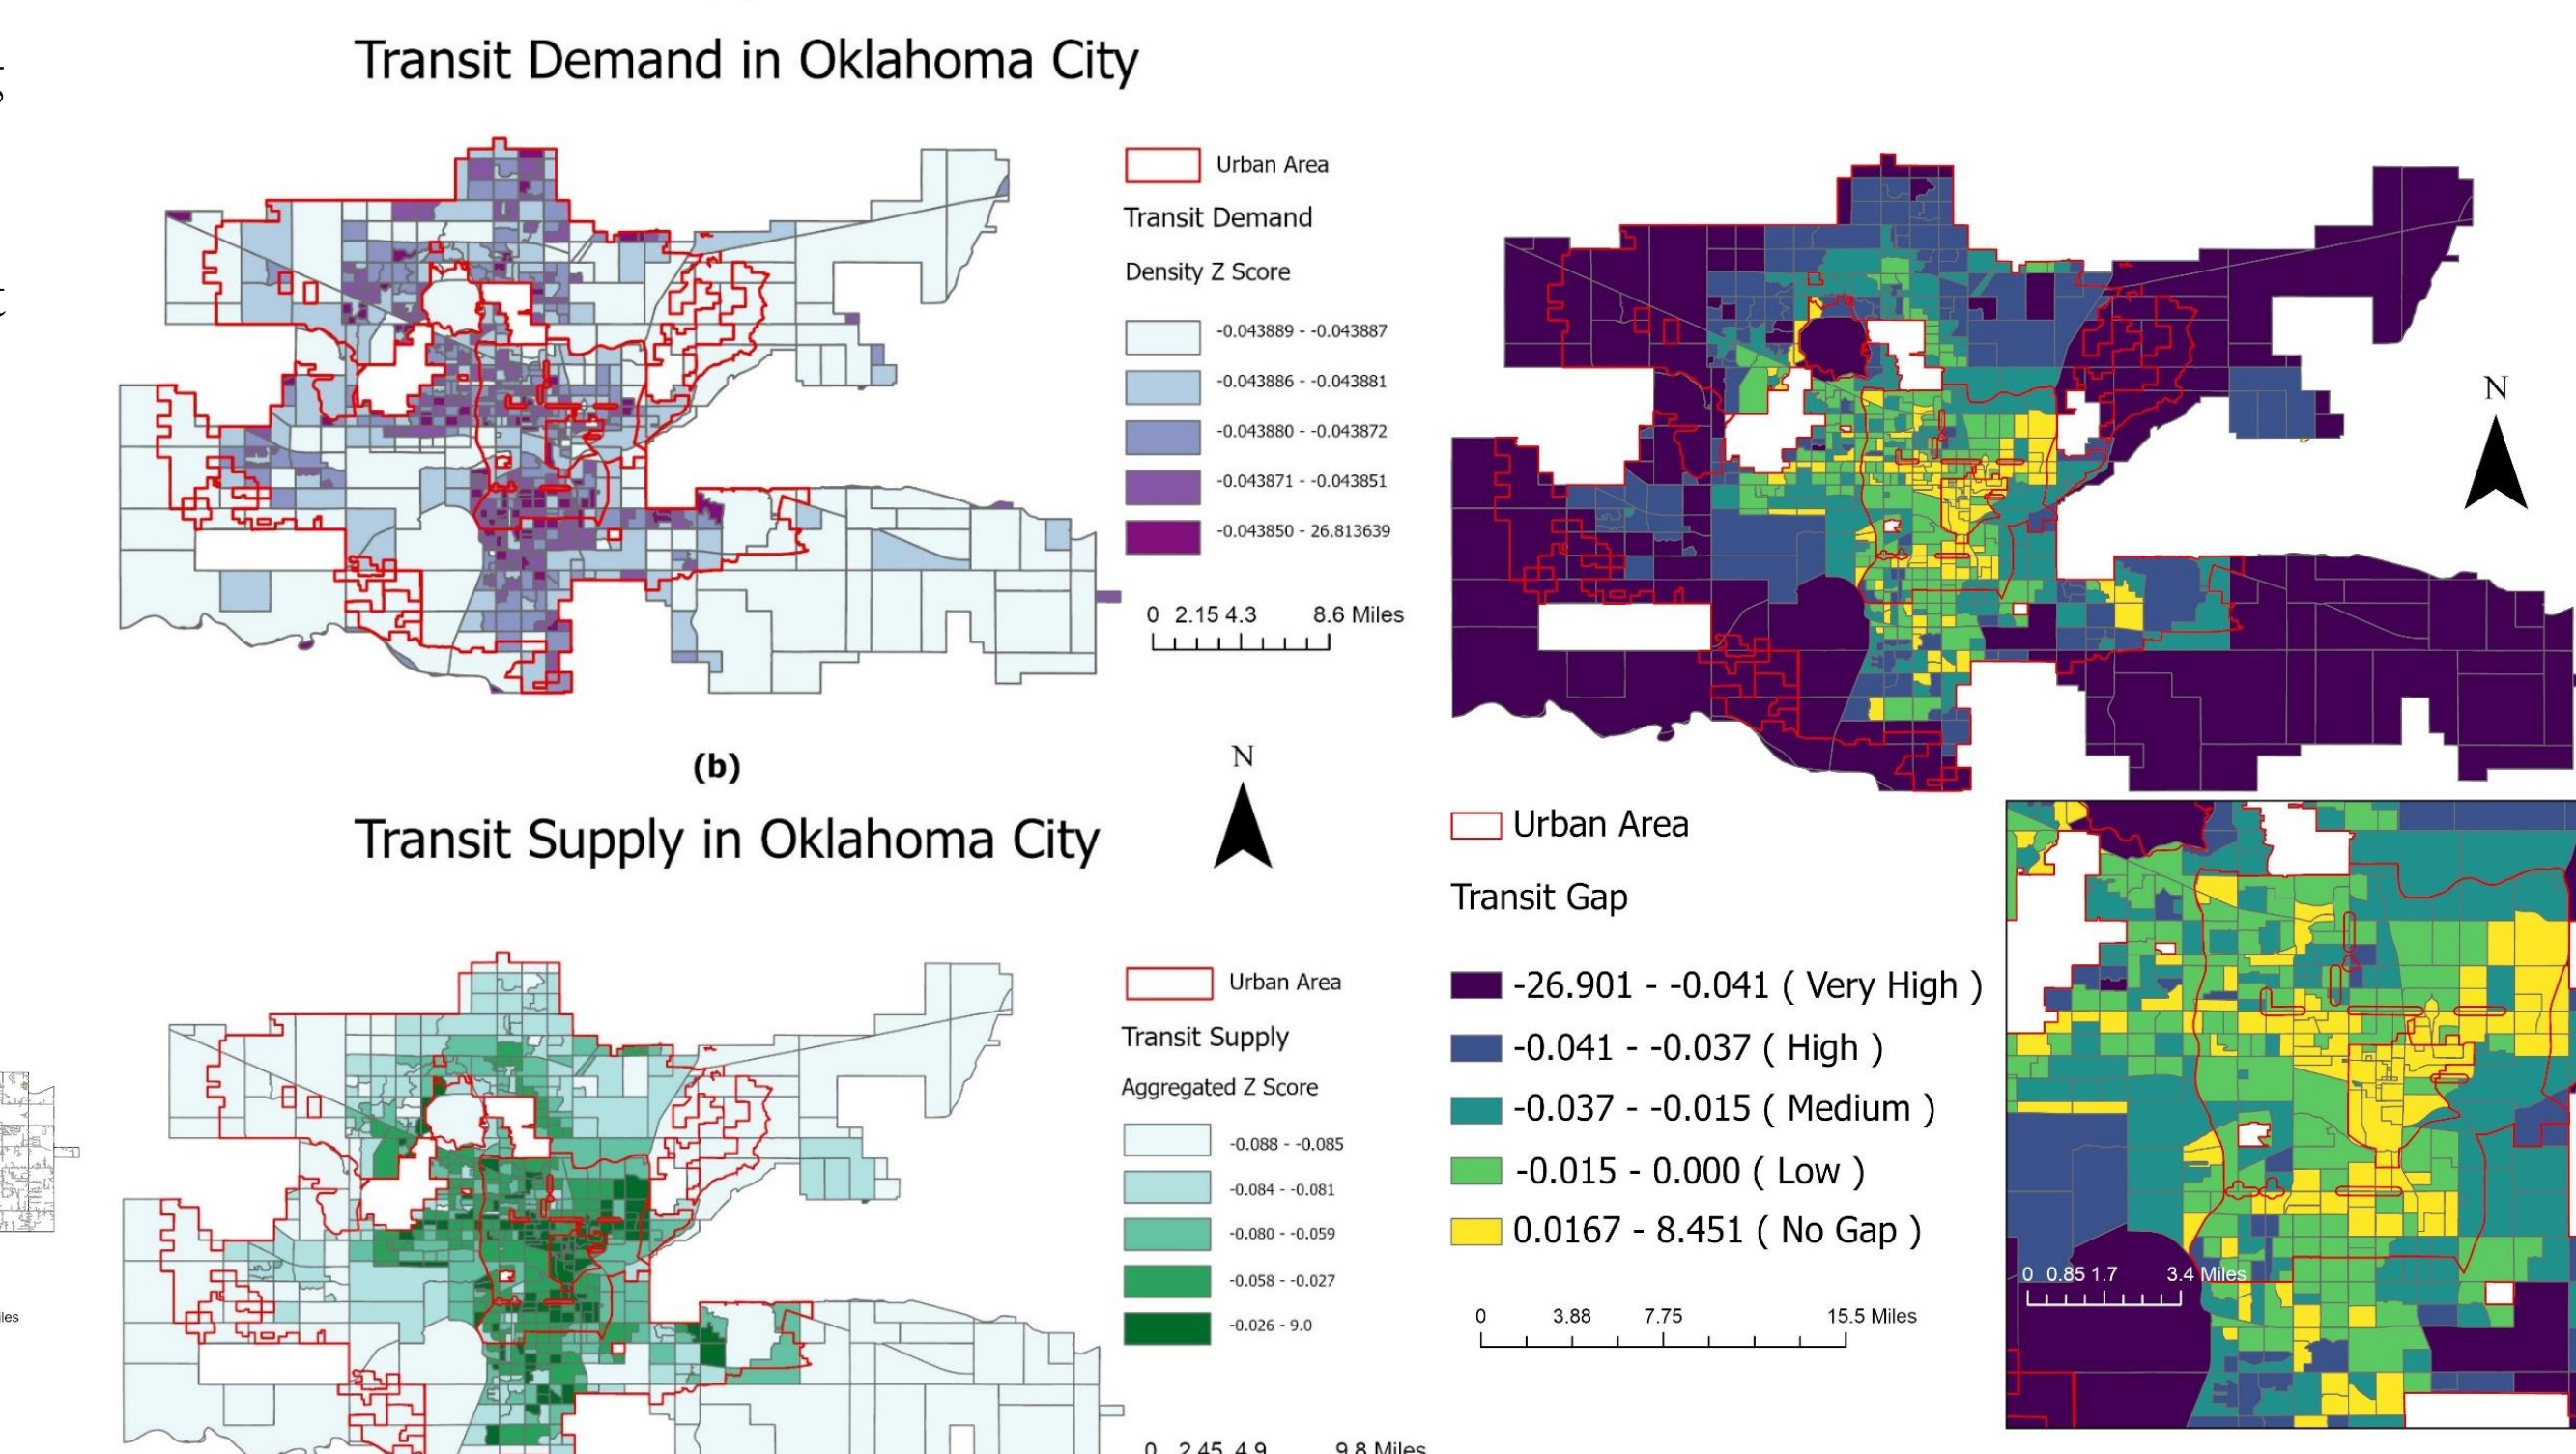 Transit Demand in Oklahoma City
Urban Area
Transit Demand
Density Z Score
-0.043889 - -0.043887
-0.043886 - -0.043881
-0.043880 - -0.043872
-0.043871 - -0.043851
-0.043850 - 26.813639
0 2.15 4.3 8.6 Miles
(b)
N
Transit Supply in Oklahoma City
Urban Area
Transit Supply
Aggregated Z Score
-0.088 - -0.085
-0.084 - -0.081
-0.080 - -0.059
-0.058 - -0.027
-0.026 - 9.0
0 2.45 4.9 9.8 Miles
N
Urban Area
Transit Gap
-26.901 - -0.041 ( Very High )
-0.041 - -0.037 ( High )
-0.037 - -0.015 ( Medium )
-0.015 - 0.000 ( Low )
0.0167 - 8.451 ( No Gap )
0 3.88 7.75 15.5 Miles
0 0.85 1.7 3.4 Miles